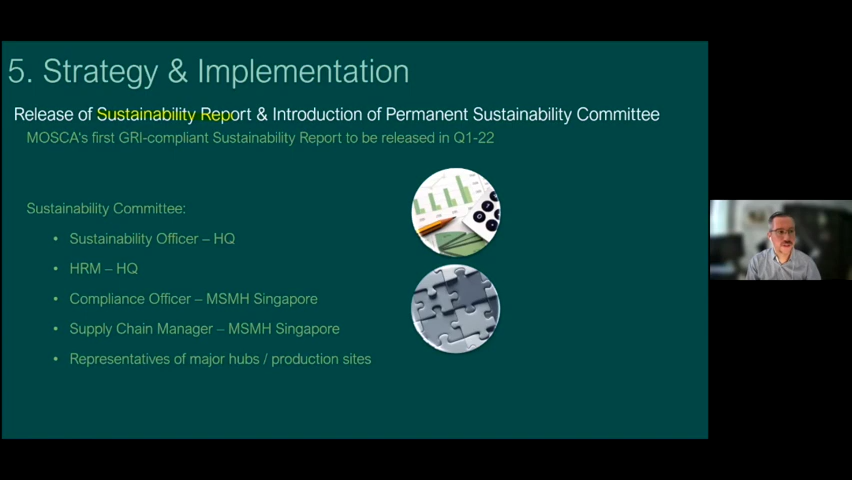 5. Strategy & Implementation
Release of Sustainability Report & Introduction of Permanent Sustainability Committee
MOSCA's first GRI-compliant Sustainability Report to be released in Q1-22
Sustainability Committee:
• Sustainability Officer – HQ
• HRM – HQ
• Compliance Officer – MSMH Singapore
• Supply Chain Manager – MSMH Singapore
• Representatives of major hubs / production sites